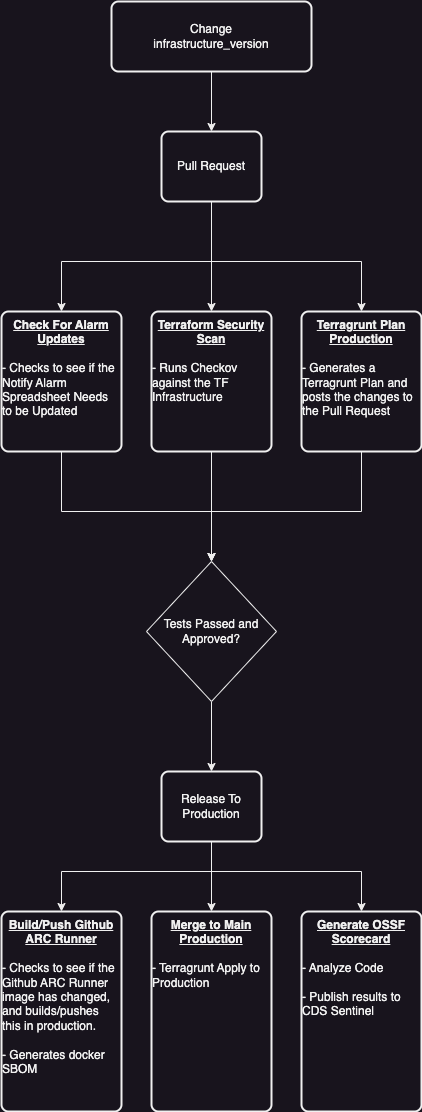 Change
infrastructure_version
Pull Request
Check For Alarm
Updates
- Checks to see if the
Notify Alarm
Spreadsheet Needs
to be Updated
Terraform Security
Scan
- Runs Checkov
against the TF
Infrastructure
Terragrunt Plan
Production
- Generates a
Terragrunt Plan and
posts the changes to
the Pull Request
Tests Passed and
Approved?
Release To
Production
Build/Push Github
ARC Runner
- Checks to see if the
Github ARC Runner
image has changed,
and builds/pushes
this in production.
- Generates docker
SBOM
Merge to Main
Production
- Terragrunt Apply to
Production
Generate OSSF
Scorecard
- Analyze Code
- Publish results to
CDS Sentinel